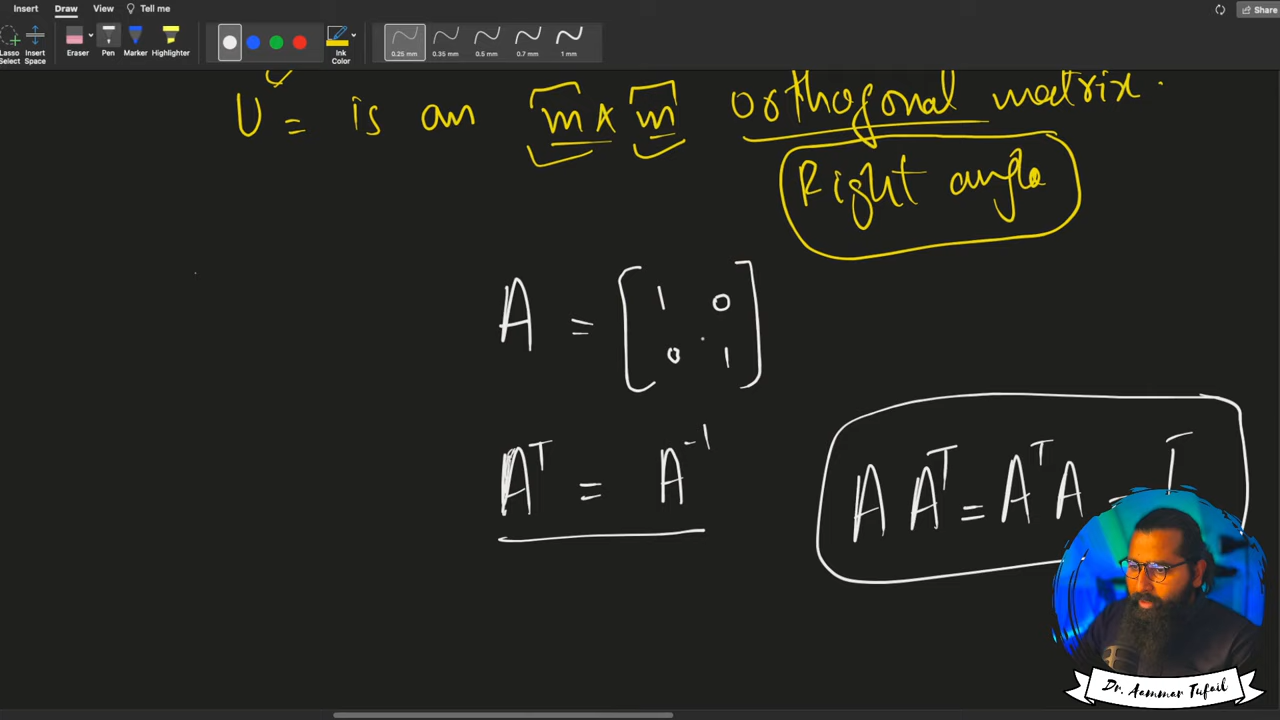 Insert Draw View Tell me
Share
Lasso Select
Insert Space
Eraser
Pen
Marker
Highlighter
Ink Color
0.25 mm
0.35 mm
0.5 mm
0.7 mm
1 mm
U = is an m x m orthogonal matrix.
Right angle
A = [ 1 0
0 1 ]
Aᵀ = A⁻¹
A Aᵀ = Aᵀ A = I
Dr. Aammar Tufail